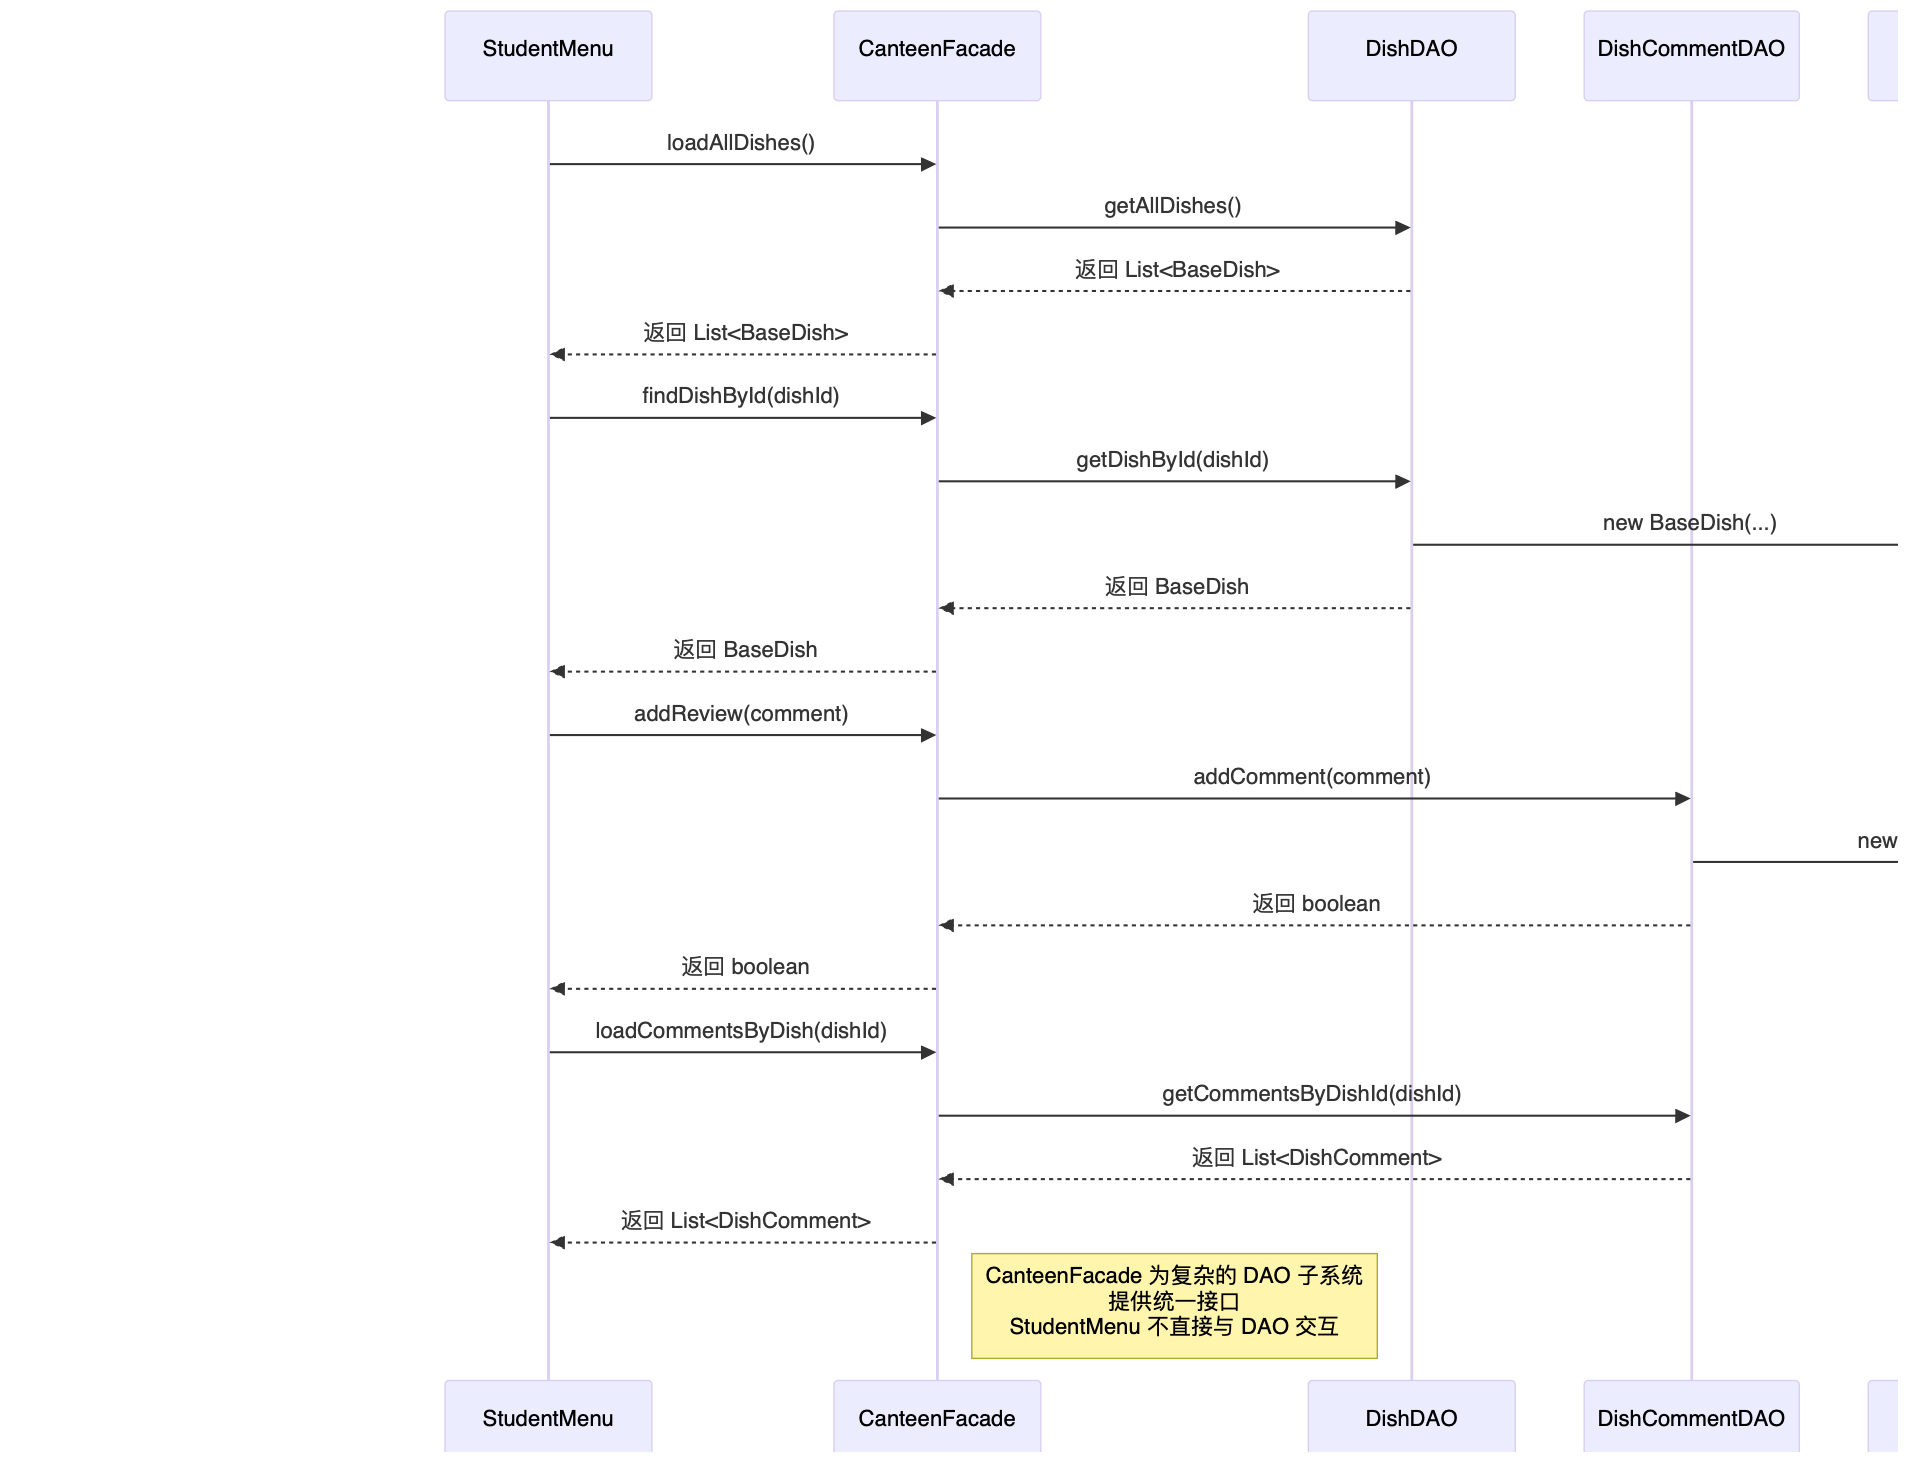 StudentMenu
CanteenFacade
DishDAO
DishCommentDAO
loadAllDishes()
getAllDishes()
返回 List<BaseDish>
返回 List<BaseDish>
findDishById(dishId)
getDishById(dishId)
new BaseDish(...)
返回 BaseDish
返回 BaseDish
addReview(comment)
addComment(comment)
new
返回 boolean
返回 boolean
loadCommentsByDish(dishId)
getCommentsByDishId(dishId)
返回 List<DishComment>
返回 List<DishComment>
CanteenFacade 为复杂的 DAO 子系统
提供统一接口
StudentMenu 不直接与 DAO 交互
StudentMenu
CanteenFacade
DishDAO
DishCommentDAO